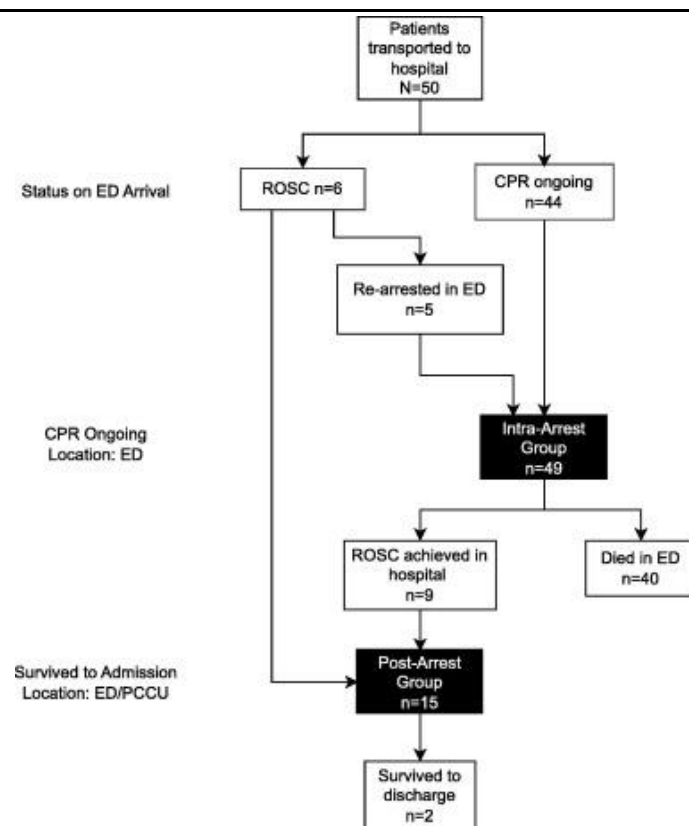 Patients
transported to
hospital
N=50
Status on ED Arrival
ROSC n=6
CPR ongoing
n=44
Re-arrested in ED
n=5
CPR Ongoing
Location: ED
Intra-Arrest
Group
n=49
ROSC achieved in
hospital
n=9
Died in ED
n=40
Survived to Admission
Location: ED/PCCU
Post-Arrest
Group
n=15
Survived to
discharge
n=2